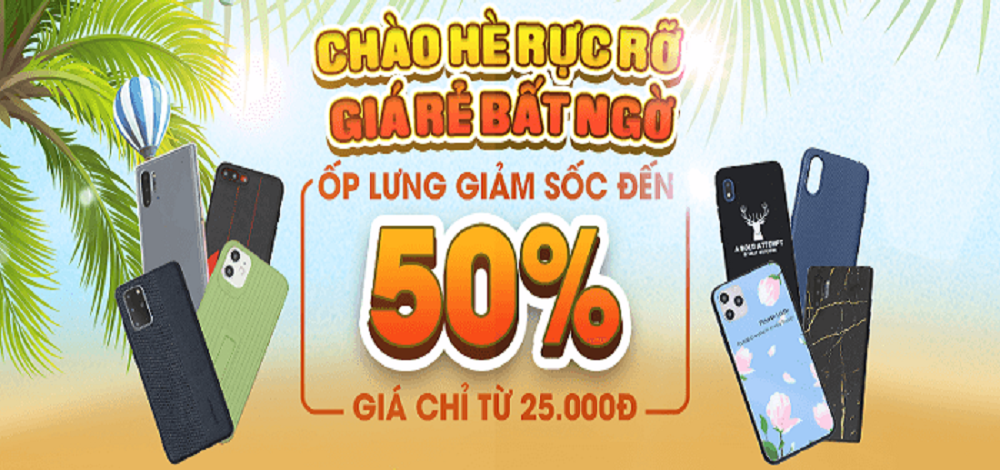 CHÀO HÈ RỰC RỠ
GIÁ RẺ BẤT NGỜ
ỐP LƯNG GIẢM SỐC ĐẾN
50%
GIÁ CHỈ TỪ 25.000Đ